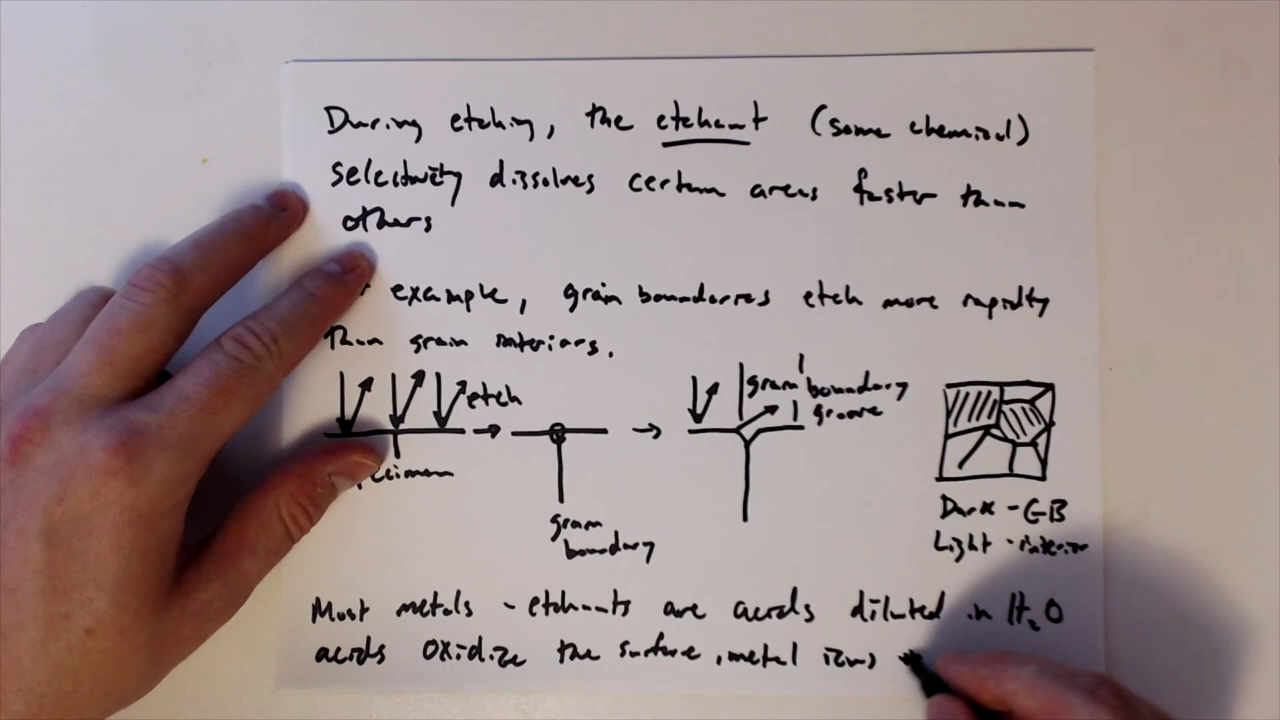 During etching, the etchant (some chemical)
selectivity dissolves certain areas faster than
others
example, grain boundaries etch more rapidly
than grain interiors.
etch
grain boundary
groove
specimen
grain
boundary
Dark - GB
Light - interior
Most metals - etchants are acids diluted in H₂O
acids oxidize the surface, metal ions